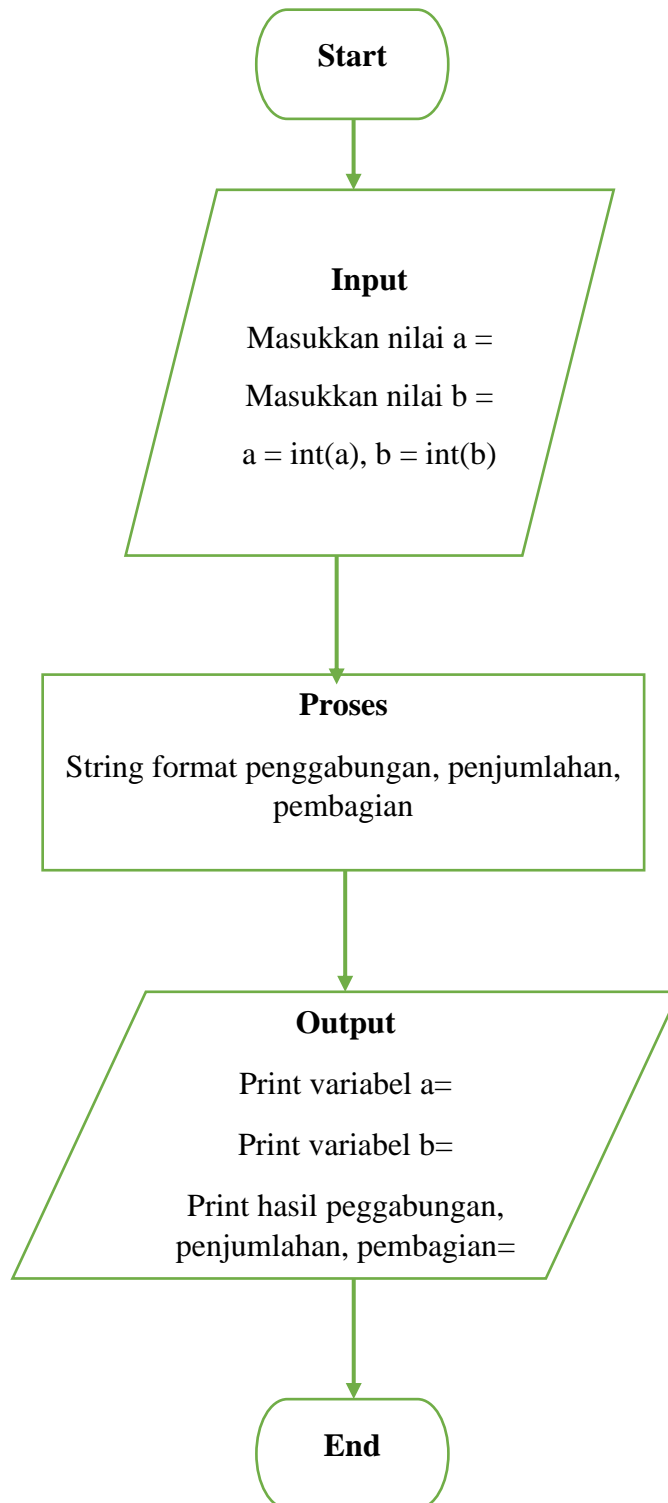 Start
Input
Masukkan nilai a =
Masukkan nilai b =
a = int(a), b = int(b)
Proses
String format penggabungan, penjumlahan,
pembagian
Output
Print variabel a=
Print variabel b=
Print hasil peggabungan,
penjumlahan, pembagian=
End